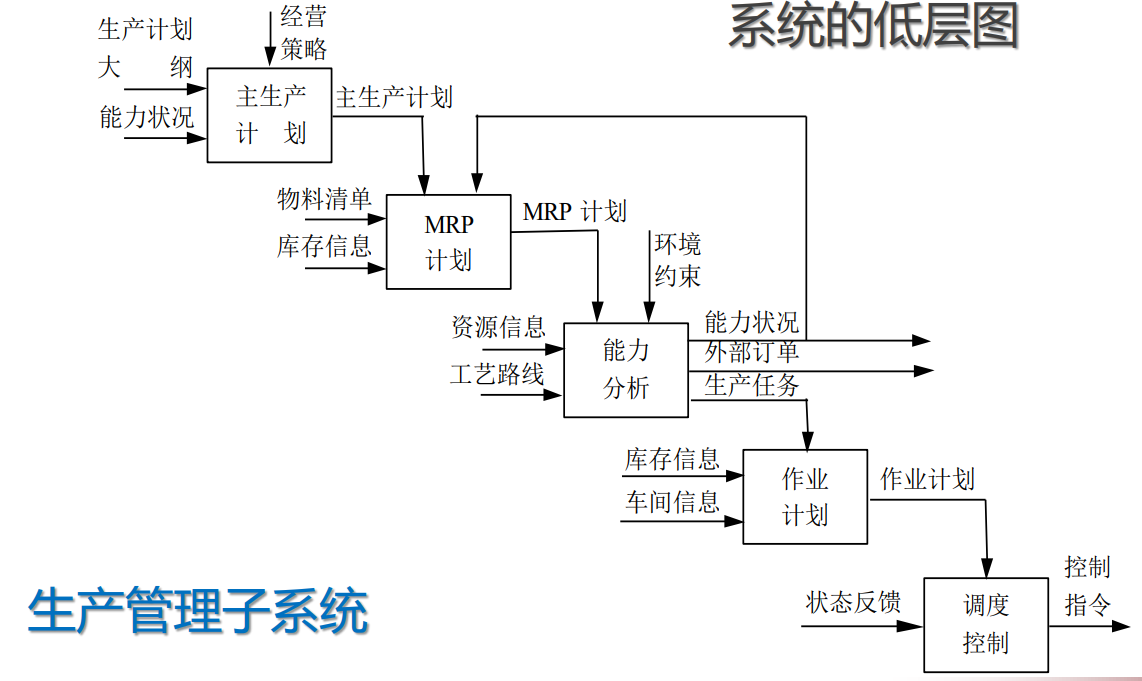 系统的低层图
经营
策略
生产计划
大 纲
能力状况
主生产
计 划
主生产计划
物料清单
库存信息
MRP
计划
MRP 计划
环境
约束
资源信息
工艺路线
能力
分析
能力状况
外部订单
生产任务
库存信息
车间信息
作业
计划
作业计划
状态反馈
调度
控制
控制
指令
生产管理子系统